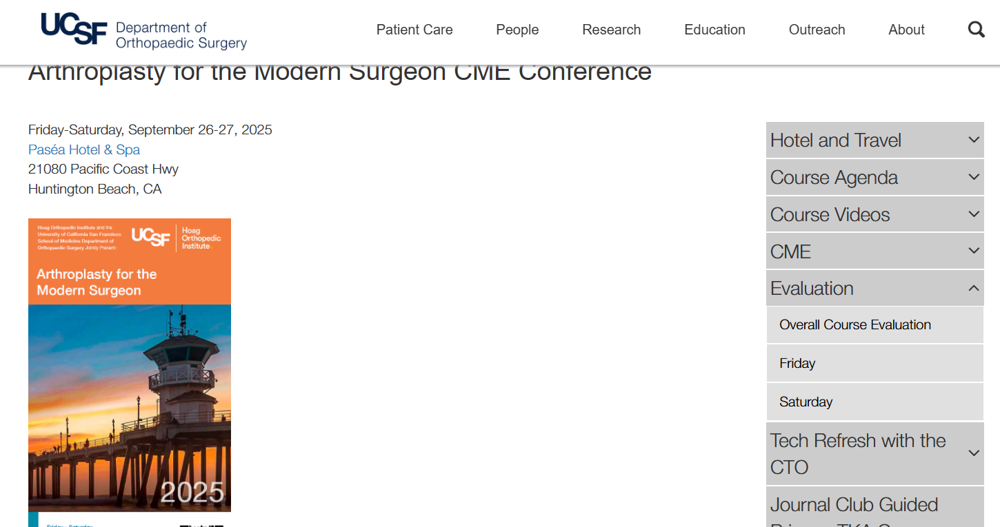 UCSF Department of
Orthopaedic Surgery
Patient Care
People
Research
Education
Outreach
About
Arthroplasty for the Modern Surgeon CME Conference
Friday-Saturday, September 26-27, 2025
Paséa Hotel & Spa
21080 Pacific Coast Hwy
Huntington Beach, CA
Hoag Orthopedic Institute and the
University of California San Francisco
School of Medicine Department of
Orthopaedic Surgery Jointly Present:
UCSF
Hoag
Orthopedic
Institute
Arthroplasty for the
Modern Surgeon
2025
Friday - Saturday
Hotel and Travel
Course Agenda
Course Videos
CME
Evaluation
Overall Course Evaluation
Friday
Saturday
Tech Refresh with the
CTO
Journal Club Guided